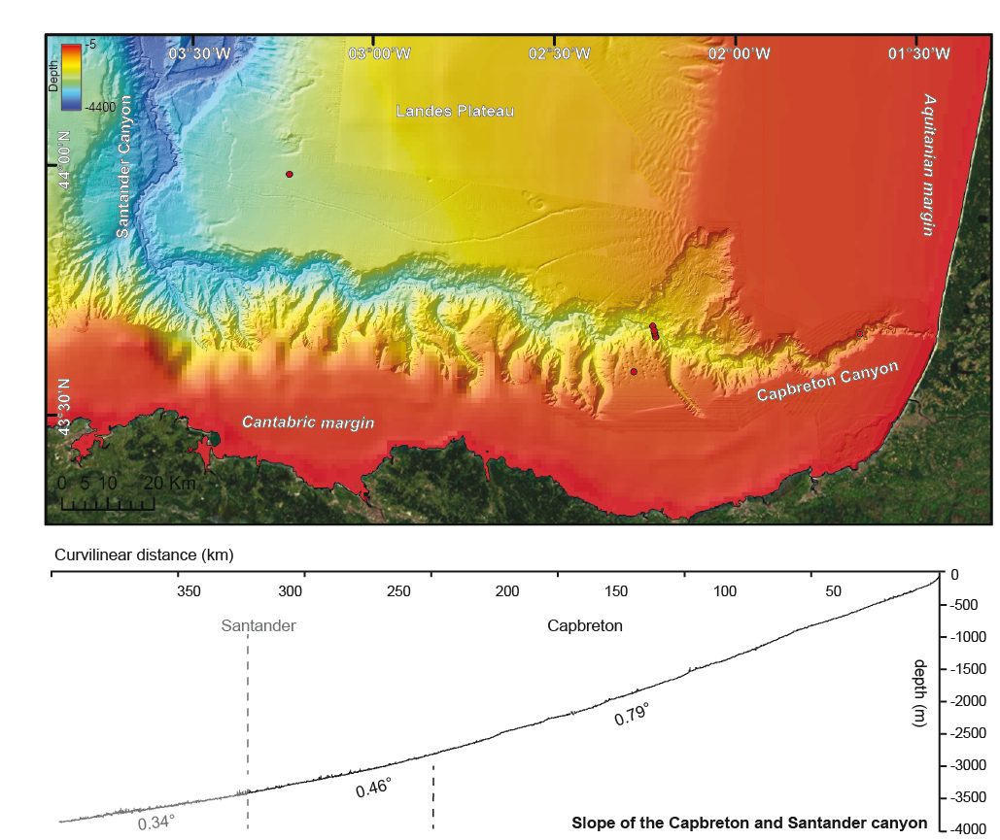 03°30'W 03°00'W 02°30'W 02°00'W 01°30'W
Depth
-5
-4400
Santander Canyon
44°00'N
Landes Plateau
Aquitanian margin
Capbreton Canyon
43°30'N
Cantabric margin
0 5 10 20 Km
Curvilinear distance (km)
350 300 250 200 150 100 50
0
-500
-1000
-1500
-2000
-2500
-3000
-3500
-4000
depth (m)
Santander
Capbreton
0.79°
0.46°
0.34°
Slope of the Capbreton and Santander canyon